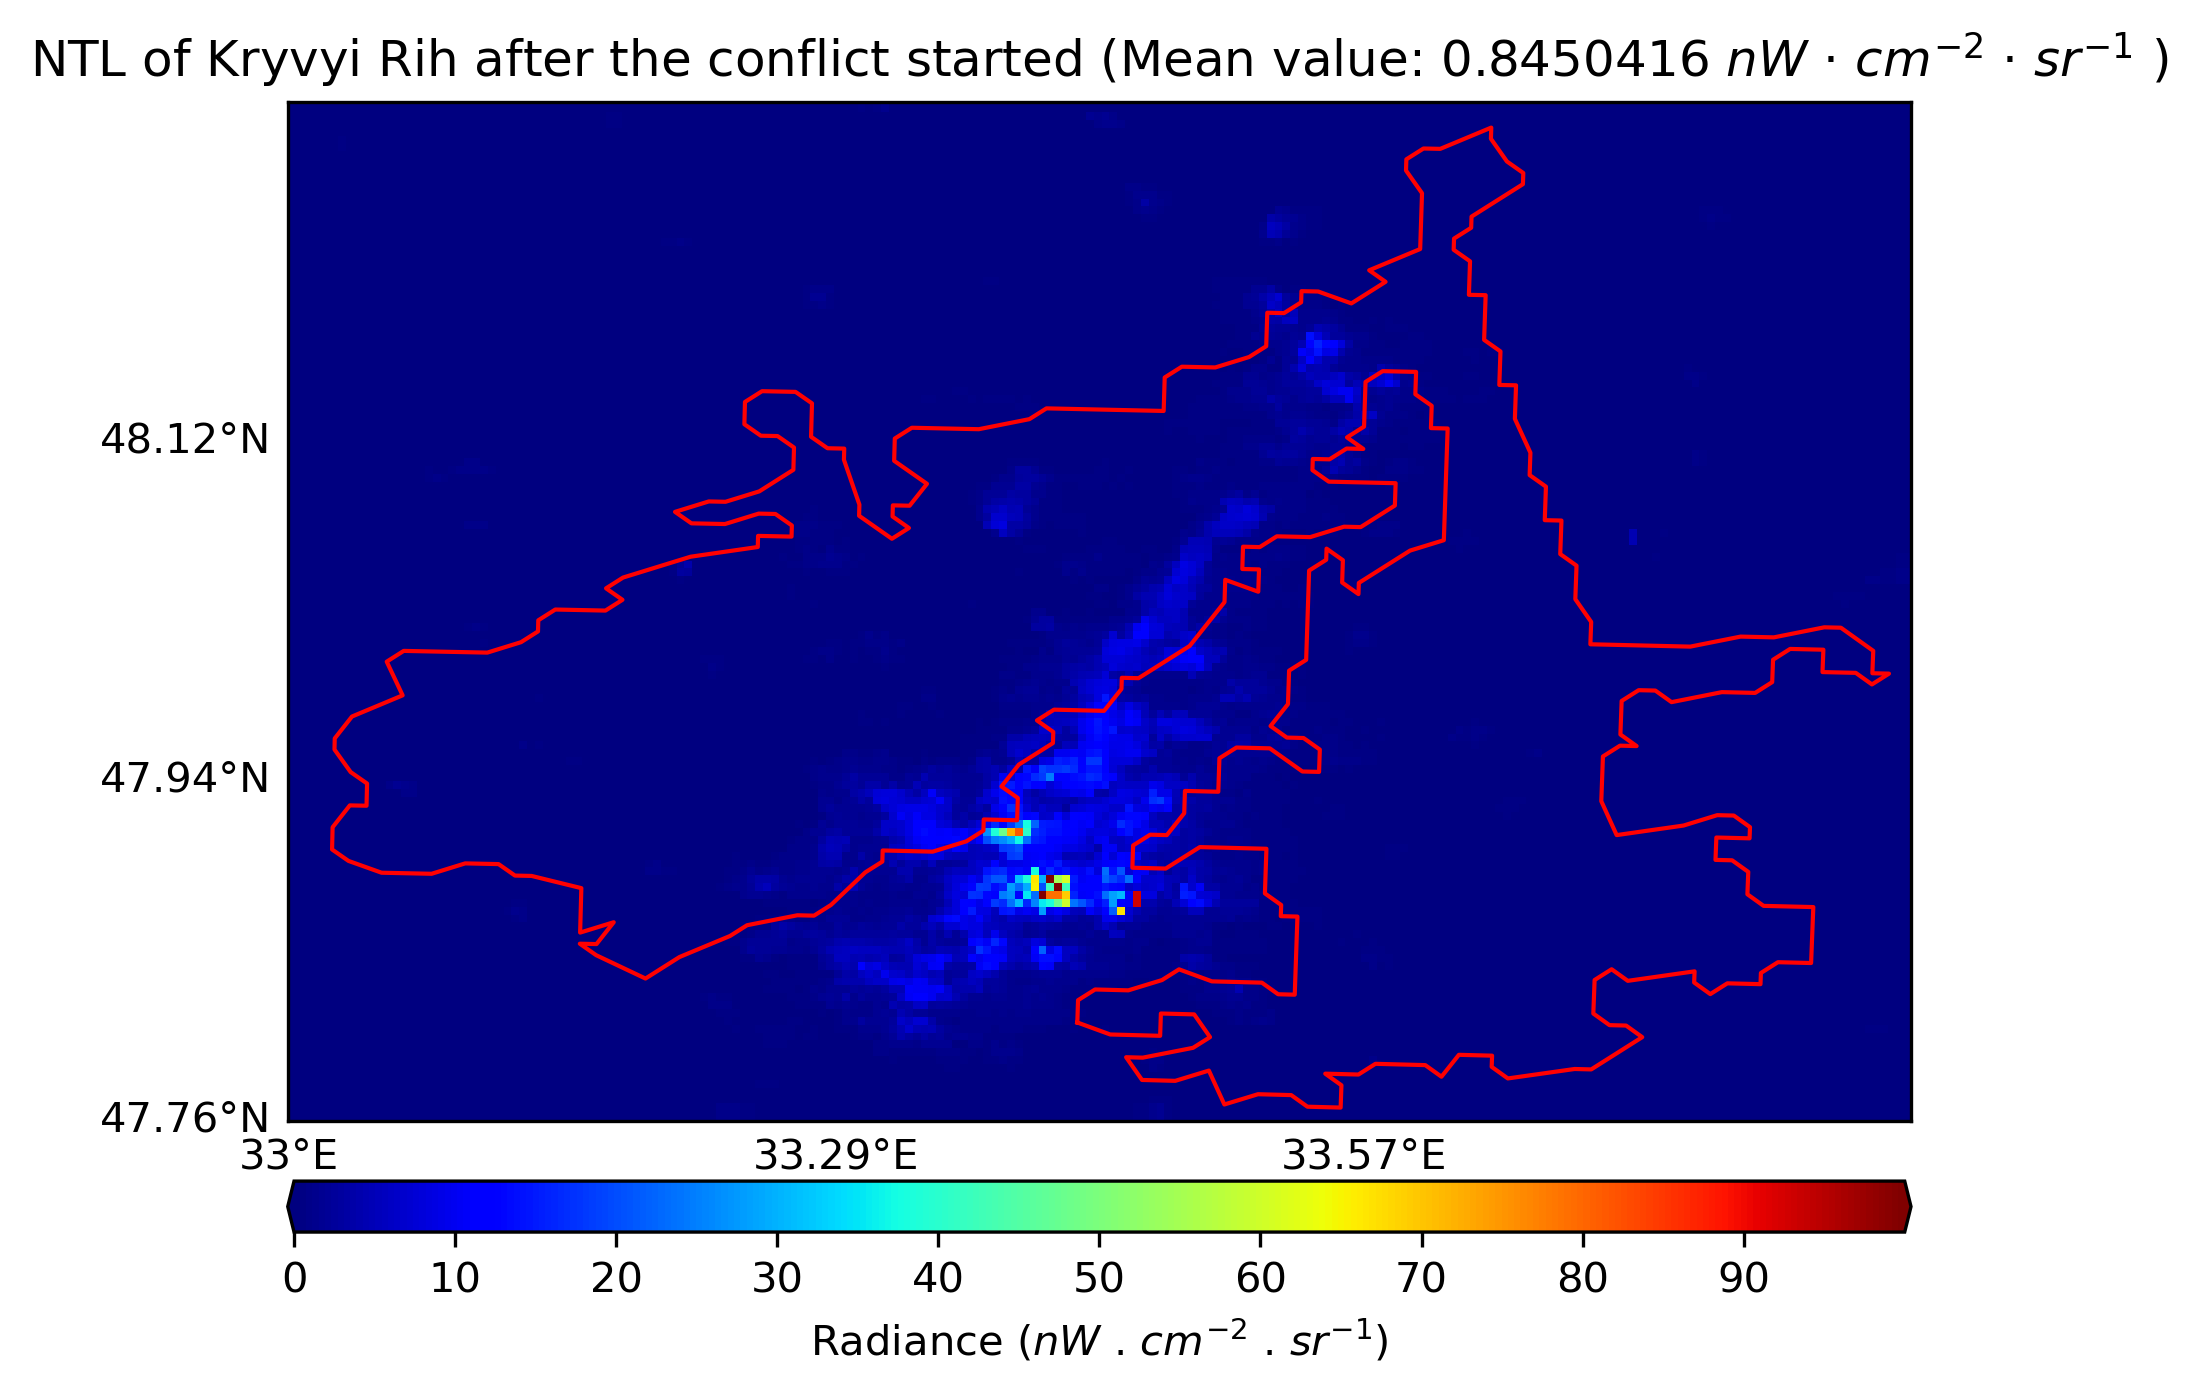 NTL of Kryvyi Rih after the conflict started (Mean value: 0.8450416 nW · cm⁻² · sr⁻¹ )
48.12°N
47.94°N
47.76°N
33°E 33.29°E 33.57°E
0 10 20 30 40 50 60 70 80 90
Radiance (nW . cm⁻² . sr⁻¹)